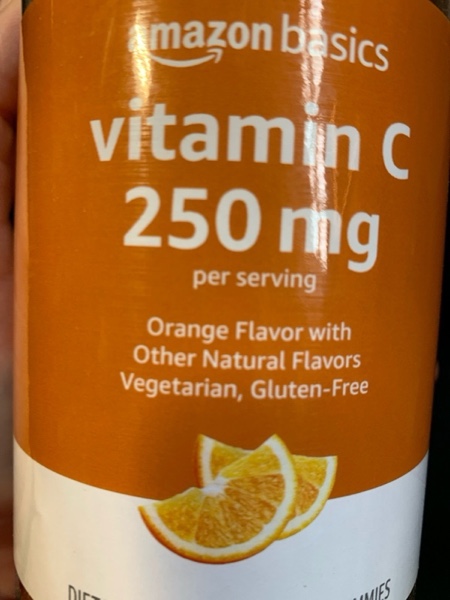 amazon basics
vitamin C
250 mg
per serving
Orange Flavor with
Other Natural Flavors
Vegetarian, Gluten-Free